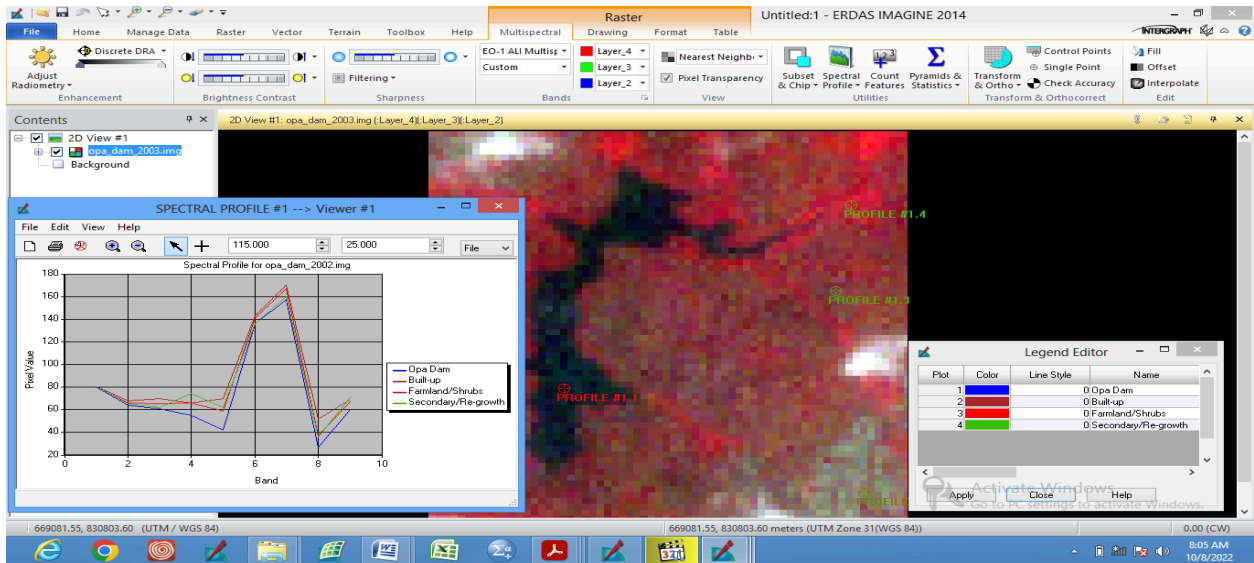 Raster
Untitled:1 - ERDAS IMAGINE 2014
File Home Manage Data Raster Vector Terrain Toolbox Help Multispectral Drawing Format Table
INTERGRAPH
Discrete DRA
Adjust
Radiometry
Enhancement
Brightness Contrast
Filtering
Sharpness
EO-1 ALI Multisp
Custom
Layer_4
Layer_3
Layer_2
Bands
Nearest Neighb
Pixel Transparency
View
Subset
& Chip
Spectral
Profile
Count
Features
Pyramids &
Statistics
Utilities
Transform
& Ortho
Control Points
Single Point
Check Accuracy
Transform & Orthocorrect
Fill
Offset
Interpolate
Edit
Contents
2D View #1
opa_dam_2003.img
Background
2D View #1: opa_dam_2003.img (:Layer_4)(:Layer_3)(:Layer_2)
PROFILE #1.4
PROFILE #1.3
PROFILE #1.1
PROFILE
SPECTRAL PROFILE #1 --> Viewer #1
File Edit View Help
115.000 25.000 File
Spectral Profile for opa_dam_2002.img
180
160
140
120
100
80
60
40
20
Pixel Value
0 2 4 6 8 10
Band
Opa Dam
Built-up
Farmland/Shrubs
Secondary/Re-growth
Legend Editor
Plot Color Line Style Name
1 0 Opa Dam
2 0 Built-up
3 0 Farmland/Shrubs
4 0 Secondary/Re-growth
Apply Close Help
Activate Windows
Go to PC settings to activate Windows.
669081.55, 830803.60 (UTM / WGS 84)
669081.55, 830803.60 meters (UTM Zone 31(WGS 84))
0.00 (CW)
8:05 AM
10/8/2022